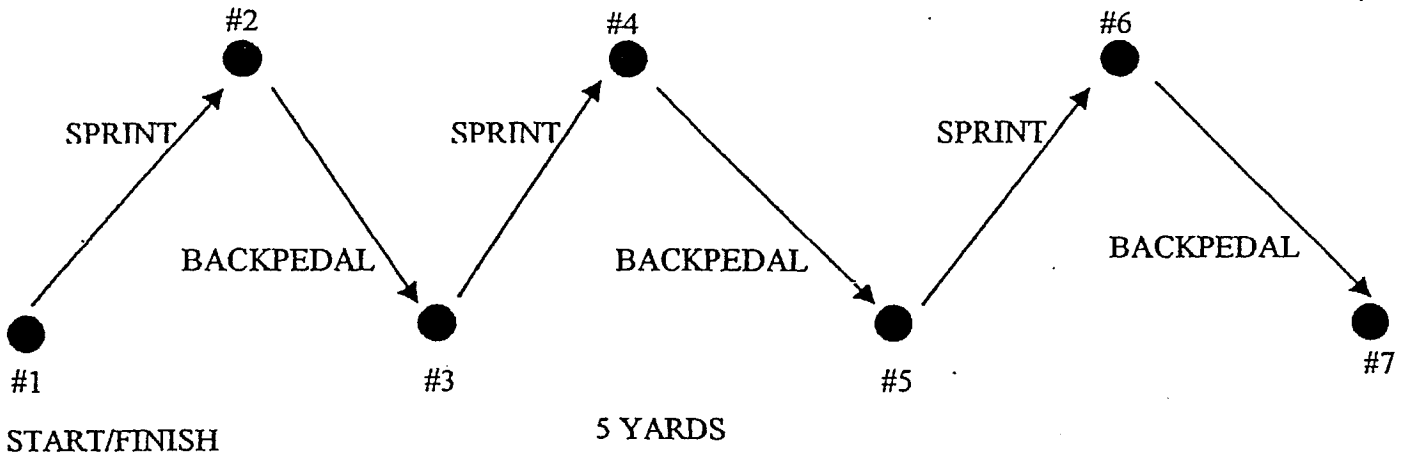 #2 #4 #6
SPRINT SPRINT SPRINT
BACKPEDAL BACKPEDAL BACKPEDAL
#1 #3 #5 #7
START/FINISH 5 YARDS